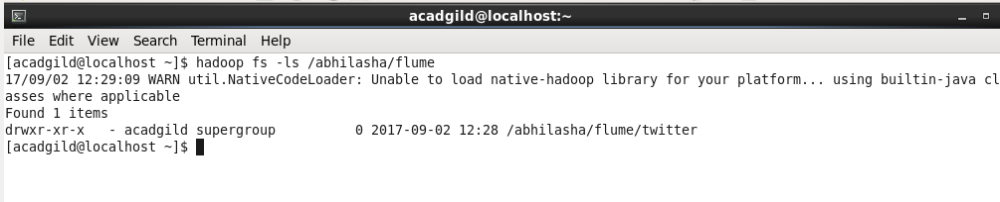 acadgild@localhost:~
File Edit View Search Terminal Help
[acadgild@localhost ~]$ hadoop fs -ls /abhilasha/flume
17/09/02 12:29:09 WARN util.NativeCodeLoader: Unable to load native-hadoop library for your platform... using builtin-java cl
asses where applicable
Found 1 items
drwxr-xr-x   - acadgild supergroup          0 2017-09-02 12:28 /abhilasha/flume/twitter
[acadgild@localhost ~]$